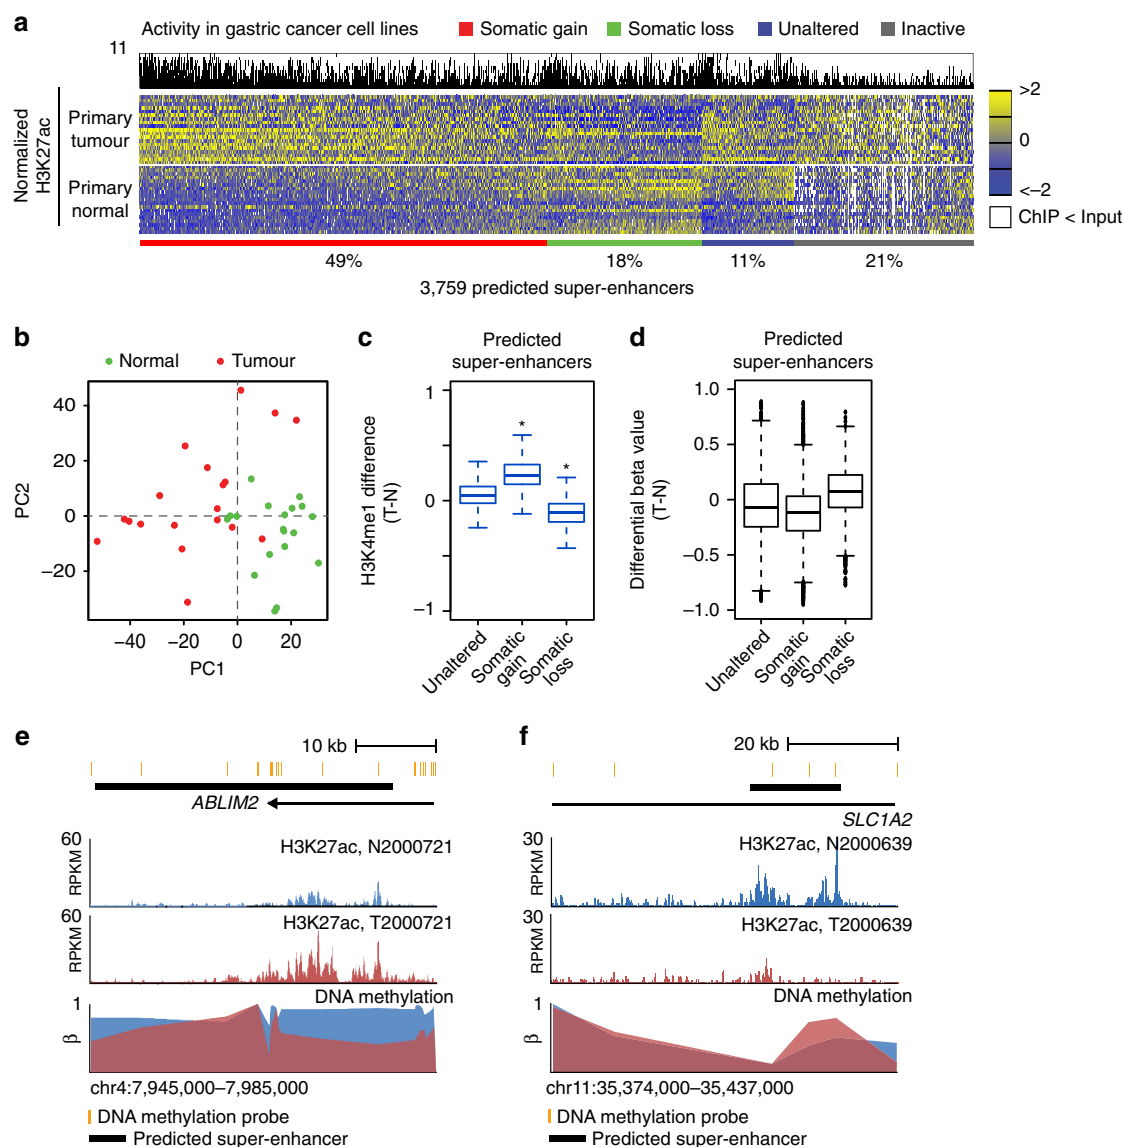 a
Activity in gastric cancer cell lines
Somatic gain
Somatic loss
Unaltered
Inactive
11
Normalized
H3K27ac
Primary
tumour
Primary
normal
>2
0
<–2
ChIP < Input
49%
18%
11%
21%
3,759 predicted super-enhancers
b
Normal
Tumour
40
20
0
–20
PC2
–40
–20
0
20
PC1
c
Predicted
super-enhancers
1
0
–1
H3K4me1 difference
(T-N)
*
*
Unaltered
Somatic
gain
Somatic
loss
d
Predicted
super-enhancers
1.0
0.5
0
–0.5
–1.0
Differential beta value
(T-N)
Unaltered
Somatic
gain
Somatic
loss
e
10 kb
ABLIM2
60
RPKM
H3K27ac, N2000721
60
RPKM
H3K27ac, T2000721
1
β
DNA methylation
chr4:7,945,000–7,985,000
DNA methylation probe
Predicted super-enhancer
f
20 kb
SLC1A2
30
RPKM
H3K27ac, N2000639
30
RPKM
H3K27ac, T2000639
1
β
DNA methylation
chr11:35,374,000–35,437,000
DNA methylation probe
Predicted super-enhancer